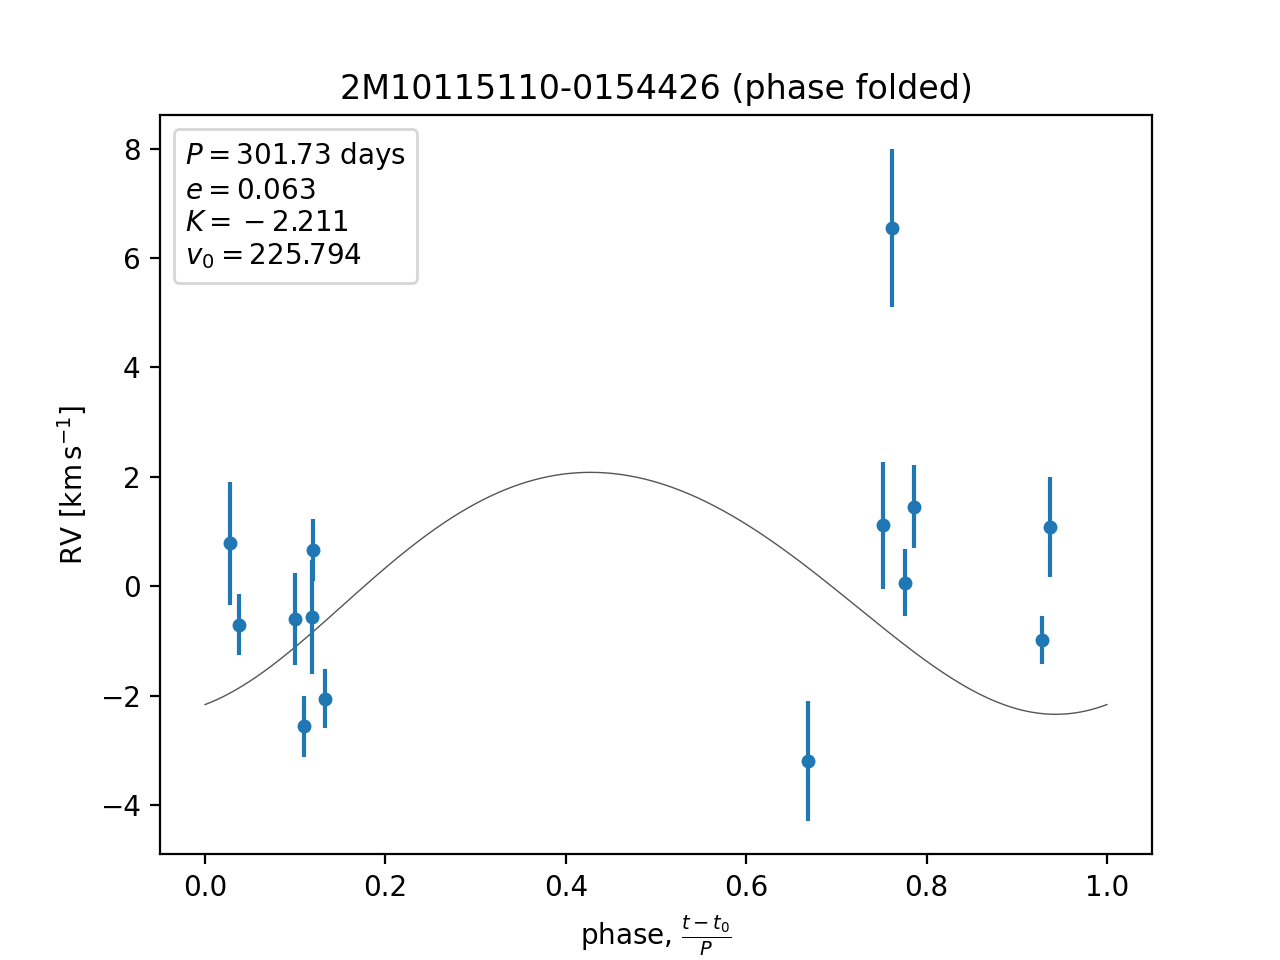 2M10115110-0154426 (phase folded)
P = 301.73 days
e = 0.063
K = − 2.211
v₀ = 225.794
8
6
4
2
0
−2
−4
RV [km s⁻¹]
0.0 0.2 0.4 0.6 0.8 1.0
phase, (t − t₀)/P